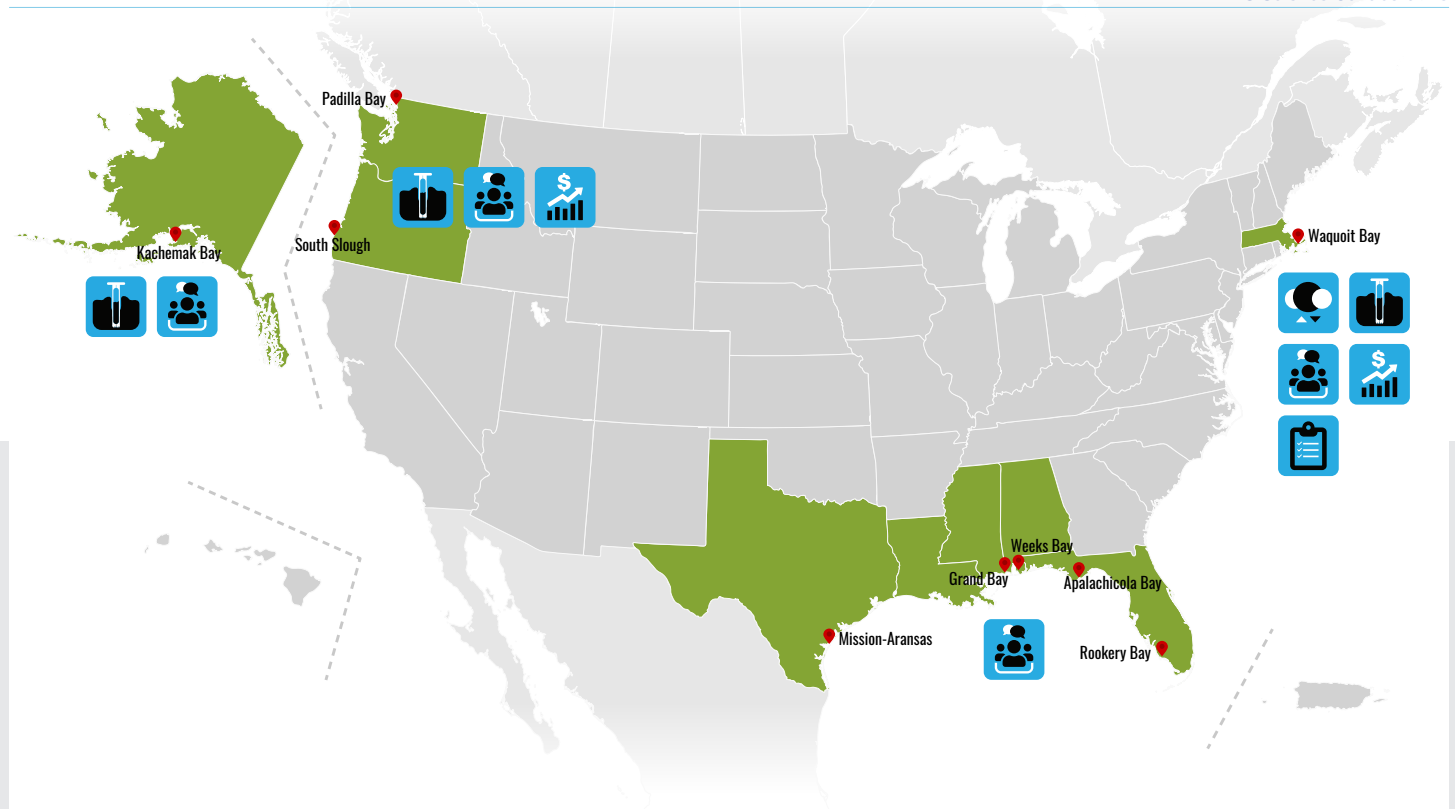 Padilla Bay
South Slough
Kachemak Bay
Waquoit Bay
$
$
Weeks Bay
Grand Bay
Apalachicola Bay
Mission-Aransas
Rookery Bay